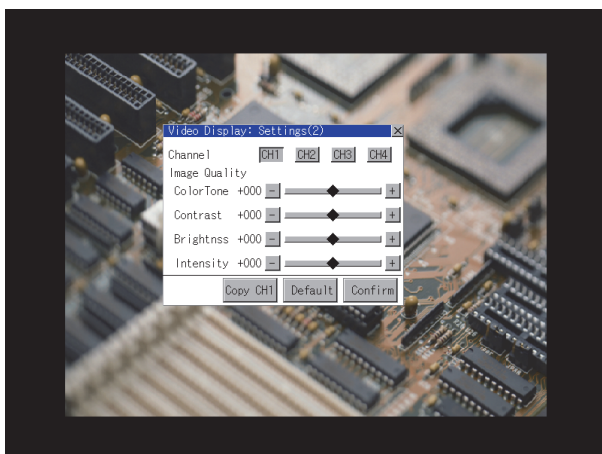 Video Display: Settings(2) ×
Channel CH1 CH2 CH3 CH4
Image Quality
ColorTone +000 - +
Contrast +000 - +
Brightnss +000 - +
Intensity +000 - +
Copy CH1 Default Confirm